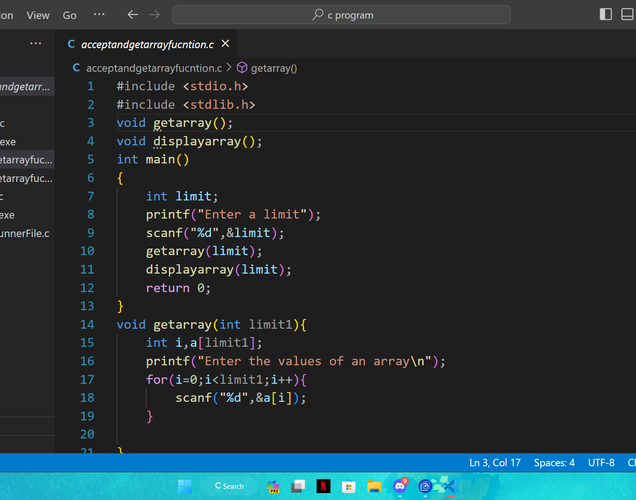 ion View Go ··· c program
··· C acceptandgetarrayfucntion.c
C acceptandgetarrayfucntion.c > getarray()
andgetarr...
c
exe
etarrayfuc...
etarrayfuc...
c
exe
unnerFile.c
1 #include <stdio.h>
2 #include <stdlib.h>
3 void getarray();
4 void displayarray();
5 int main()
6 {
7 int limit;
8 printf("Enter a limit");
9 scanf("%d",&limit);
10 getarray(limit);
11 displayarray(limit);
12 return 0;
13 }
14 void getarray(int limit1){
15 int i,a[limit1];
16 printf("Enter the values of an array\n");
17 for(i=0;i<limit1;i++){
18 scanf("%d",&a[i]);
19 }
20
21 }
Ln 3, Col 17 Spaces: 4 UTF-8
Search